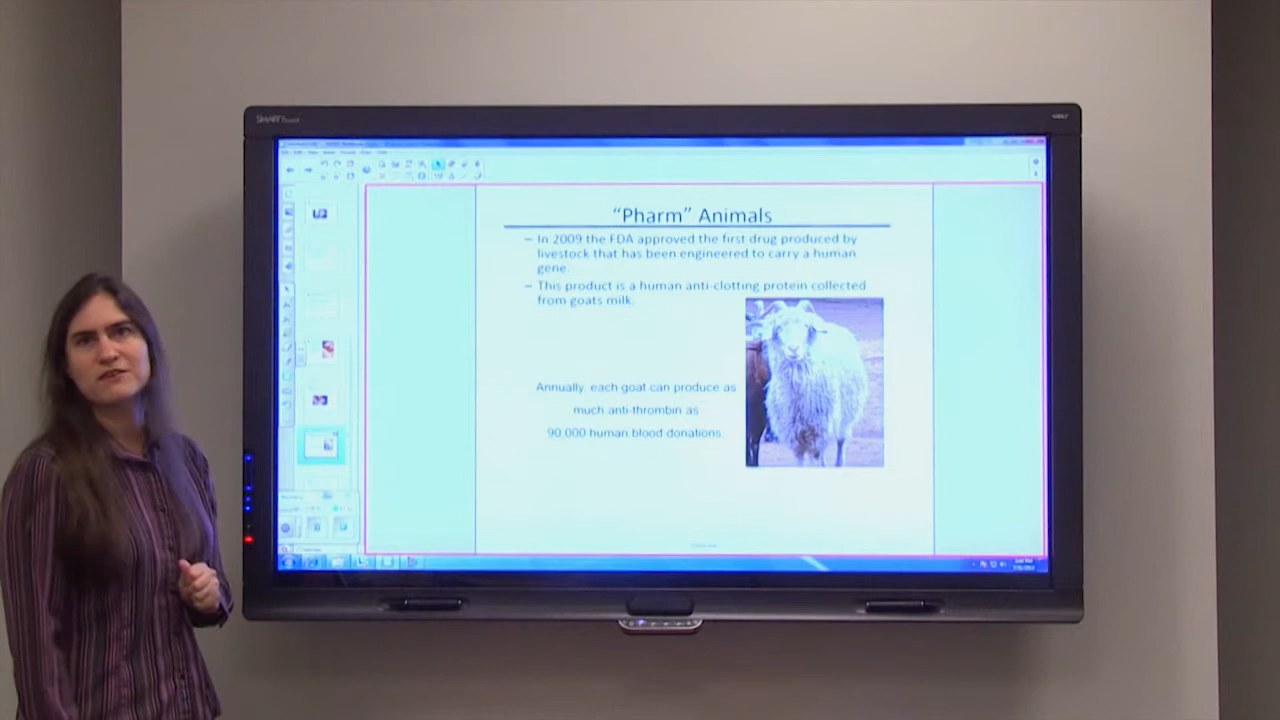 SMART Board
"Pharm" Animals
– In 2009 the FDA approved the first drug produced by
livestock that has been engineered to carry a human
gene.
– This product is a human anti-clotting protein collected
from goats milk.
Annually, each goat can produce as
much anti-thrombin as
90,000 human blood donations.